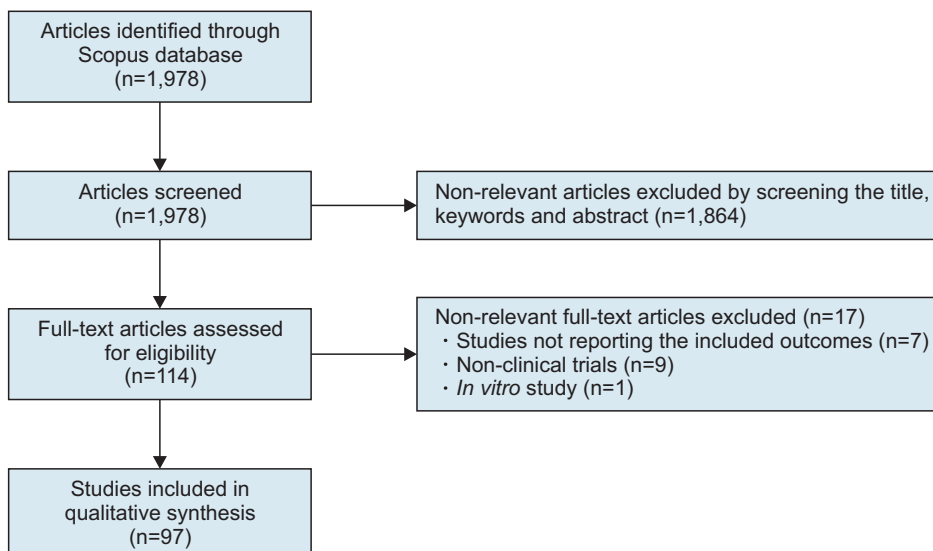 Articles identified through
Scopus database
(n=1,978)
Articles screened
(n=1,978)
Non-relevant articles excluded by screening the title,
keywords and abstract (n=1,864)
Full-text articles assessed
for eligibility
(n=114)
Non-relevant full-text articles excluded (n=17)
· Studies not reporting the included outcomes (n=7)
· Non-clinical trials (n=9)
· In vitro study (n=1)
Studies included in
qualitative synthesis
(n=97)